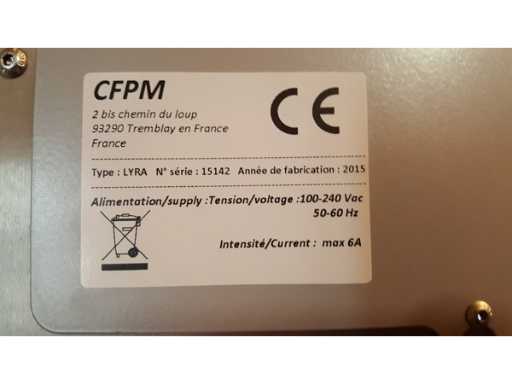 CFPM
2 bis chemin du loup
93290 Tremblay en France
France
CE
Type : LYRA N° série : 15142 Année de fabrication : 2015
Alimentation/supply :Tension/voltage :100-240 Vac
50-60 Hz
Intensité/Current : max 6A